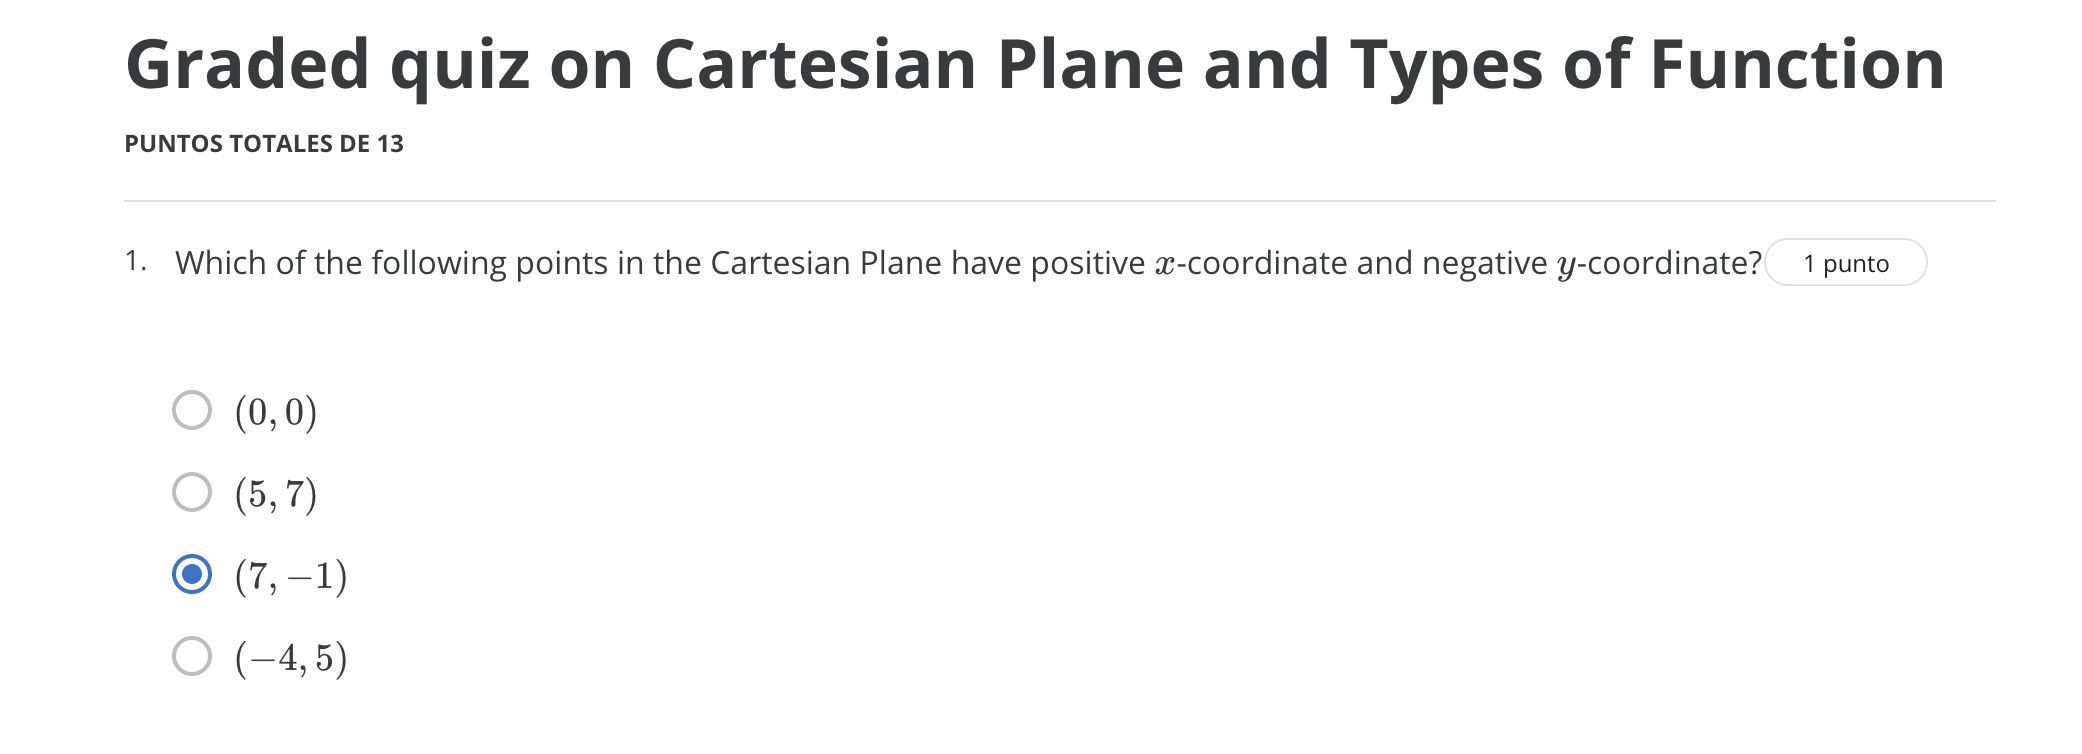 Graded quiz on Cartesian Plane and Types of Function
PUNTOS TOTALES DE 13
1. Which of the following points in the Cartesian Plane have positive x-coordinate and negative y-coordinate? 1 punto
(0, 0)
(5, 7)
(7, −1)
(−4, 5)